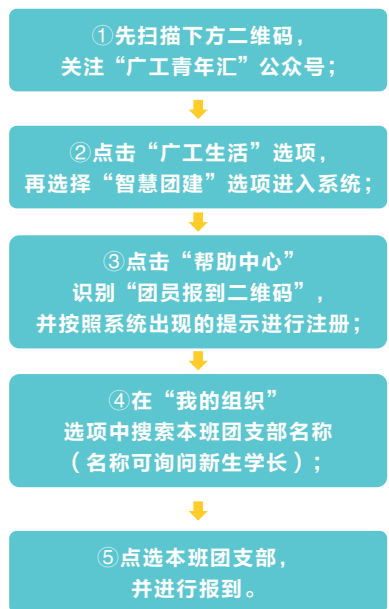 ①先扫描下方二维码，
关注“广工青年汇”公众号；
②点击“广工生活”选项，
再选择“智慧团建”选项进入系统；
③点击“帮助中心”
识别“团员报到二维码”，
并按照系统出现的提示进行注册；
④在“我的组织”
选项中搜索本班团支部名称
（名称可询问新生学长）；
⑤点选本班团支部，
并进行报到。